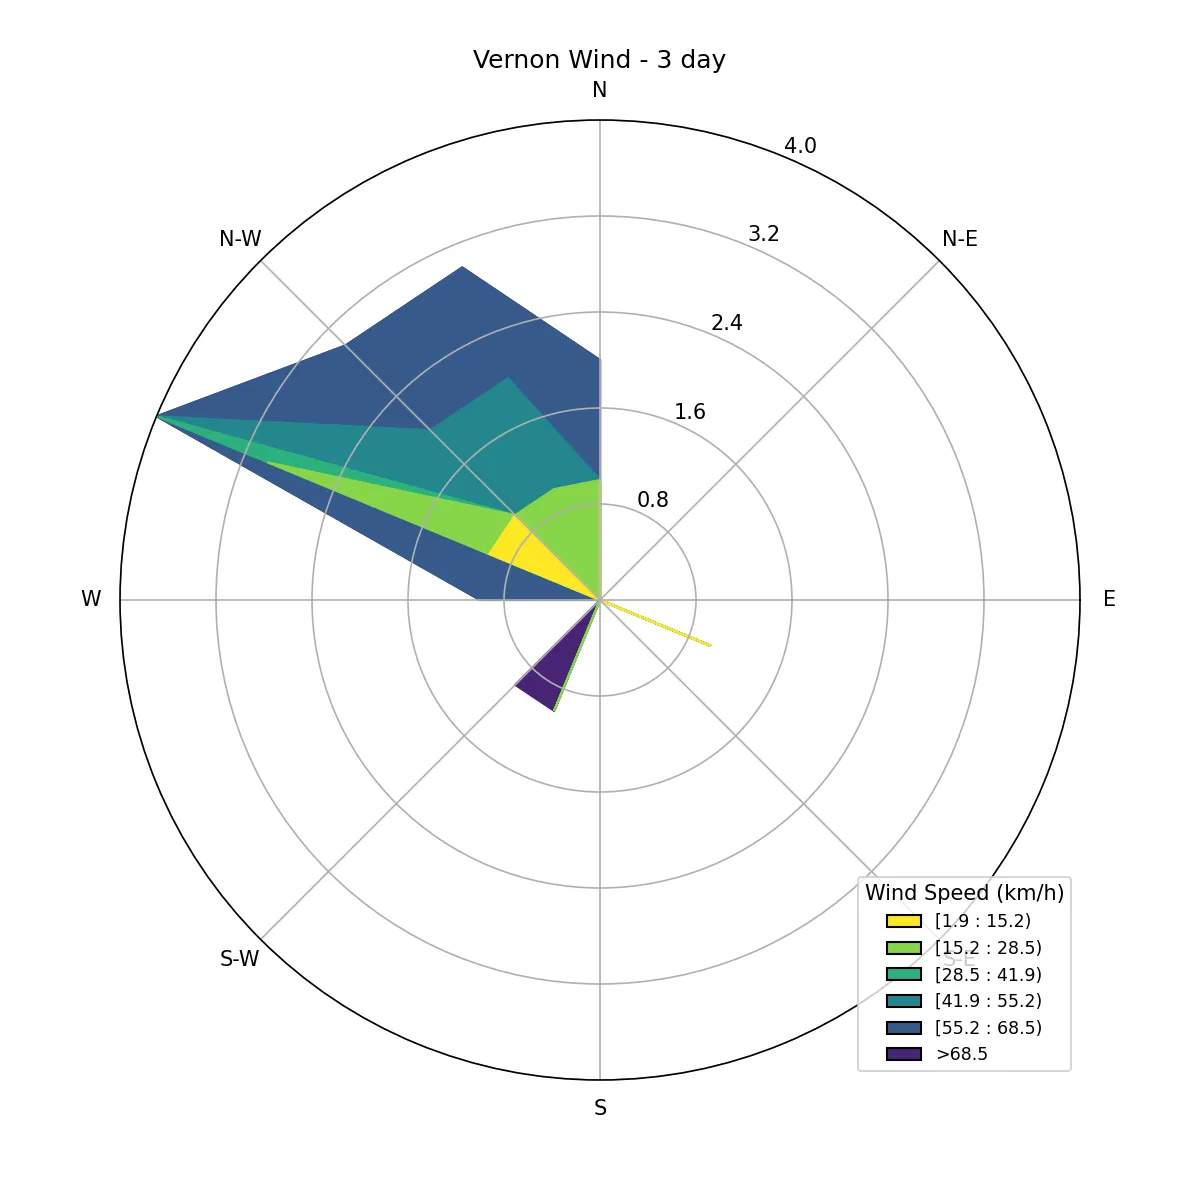 Vernon Wind - 3 day
N
4.0
N-W
N-E
3.2
2.4
1.6
0.8
W
E
S-W
S-E
S
Wind Speed (km/h)
[1.9 : 15.2)
[15.2 : 28.5)
[28.5 : 41.9)
[41.9 : 55.2)
[55.2 : 68.5)
>68.5